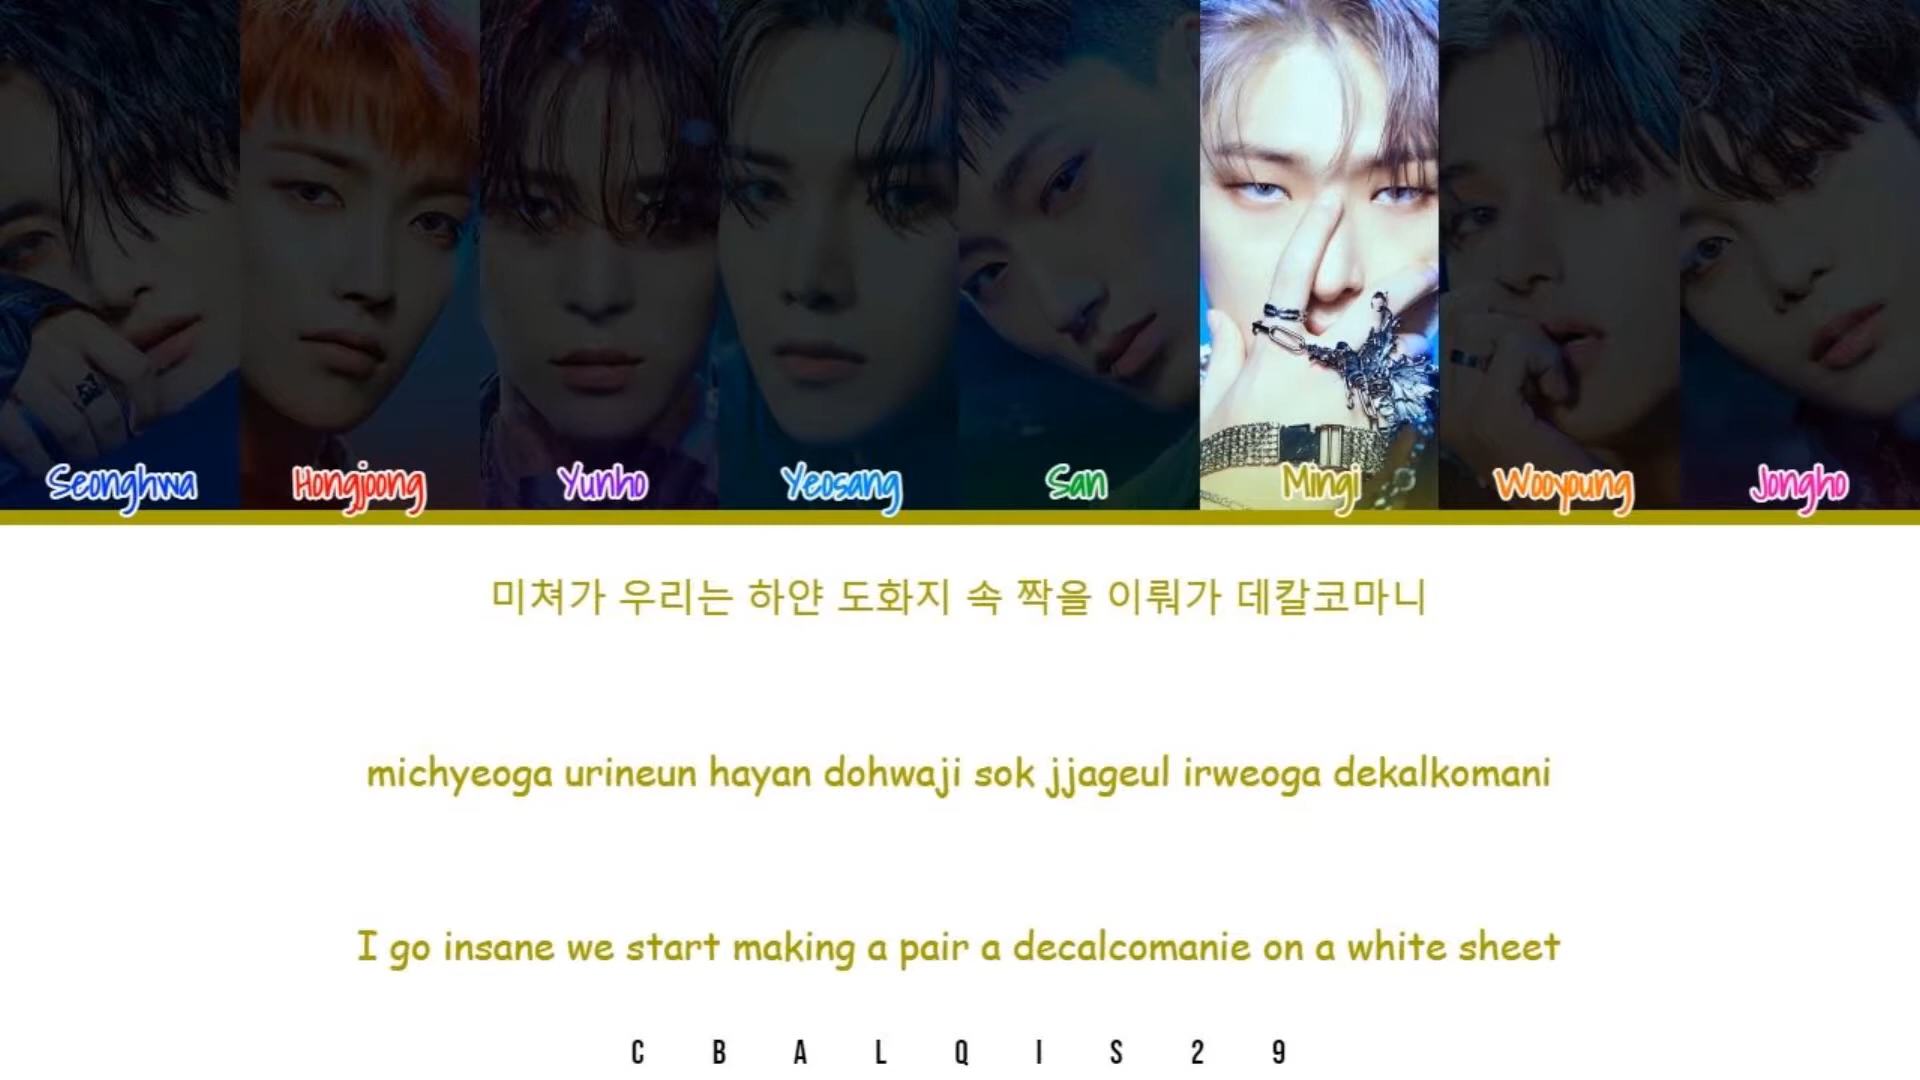 Seonghwa Hongjoong Yunho Yeosang San Mingi Wooyoung Jongho
미쳐가 우리는 하얀 도화지 속 짝을 이뤄가 데칼코마니
michyeoga urineun hayan dohwaji sok jjageul irweoga dekalkomani
I go insane we start making a pair a decalcomanie on a white sheet
C B A L Q I S 2 9